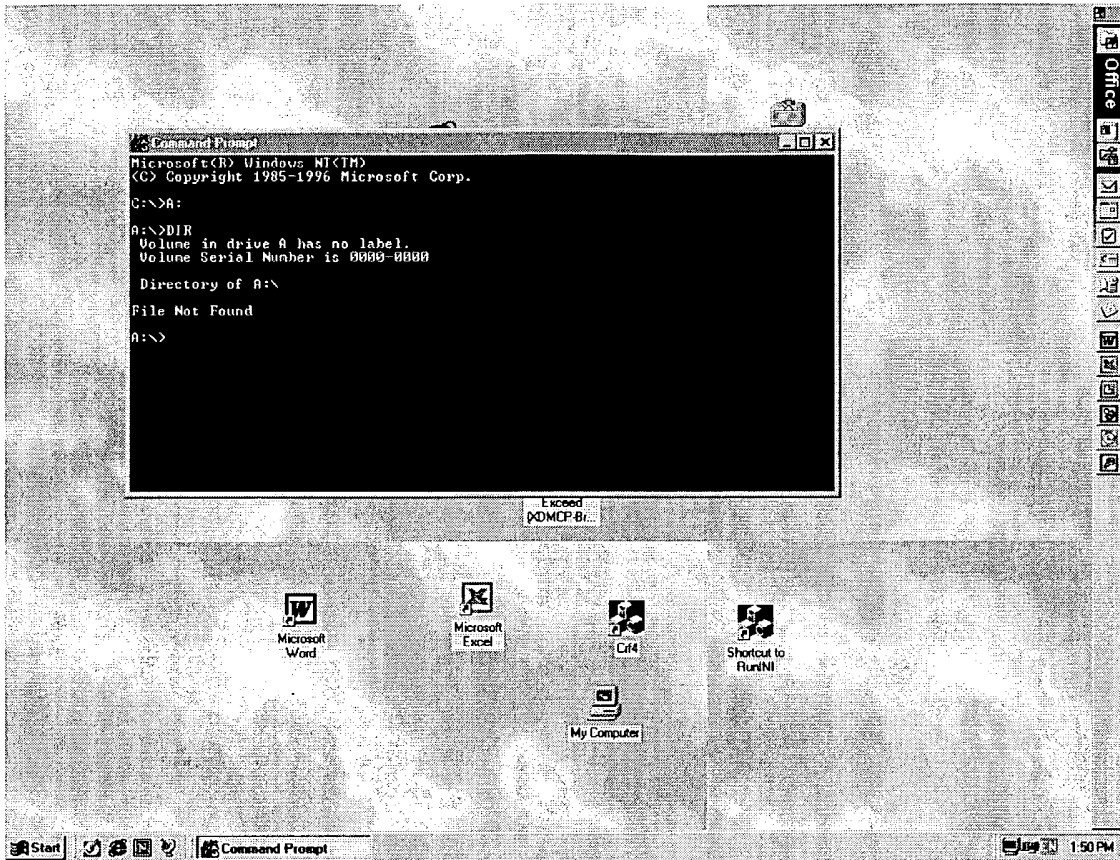 Office
Command Prompt
Microsoft(R) Windows NT(TM)
(C) Copyright 1985-1996 Microsoft Corp.
C:\>A:
A:\>DIR
Volume in drive A has no label.
Volume Serial Number is 0000-0000
Directory of A:\
File Not Found
A:\>
Exceed
(XDMCP-Br...
Microsoft
Word
Microsoft
Excel
Crf4
Shortcut to
RunINI
My Computer
Start
Command Prompt
1:50 PM